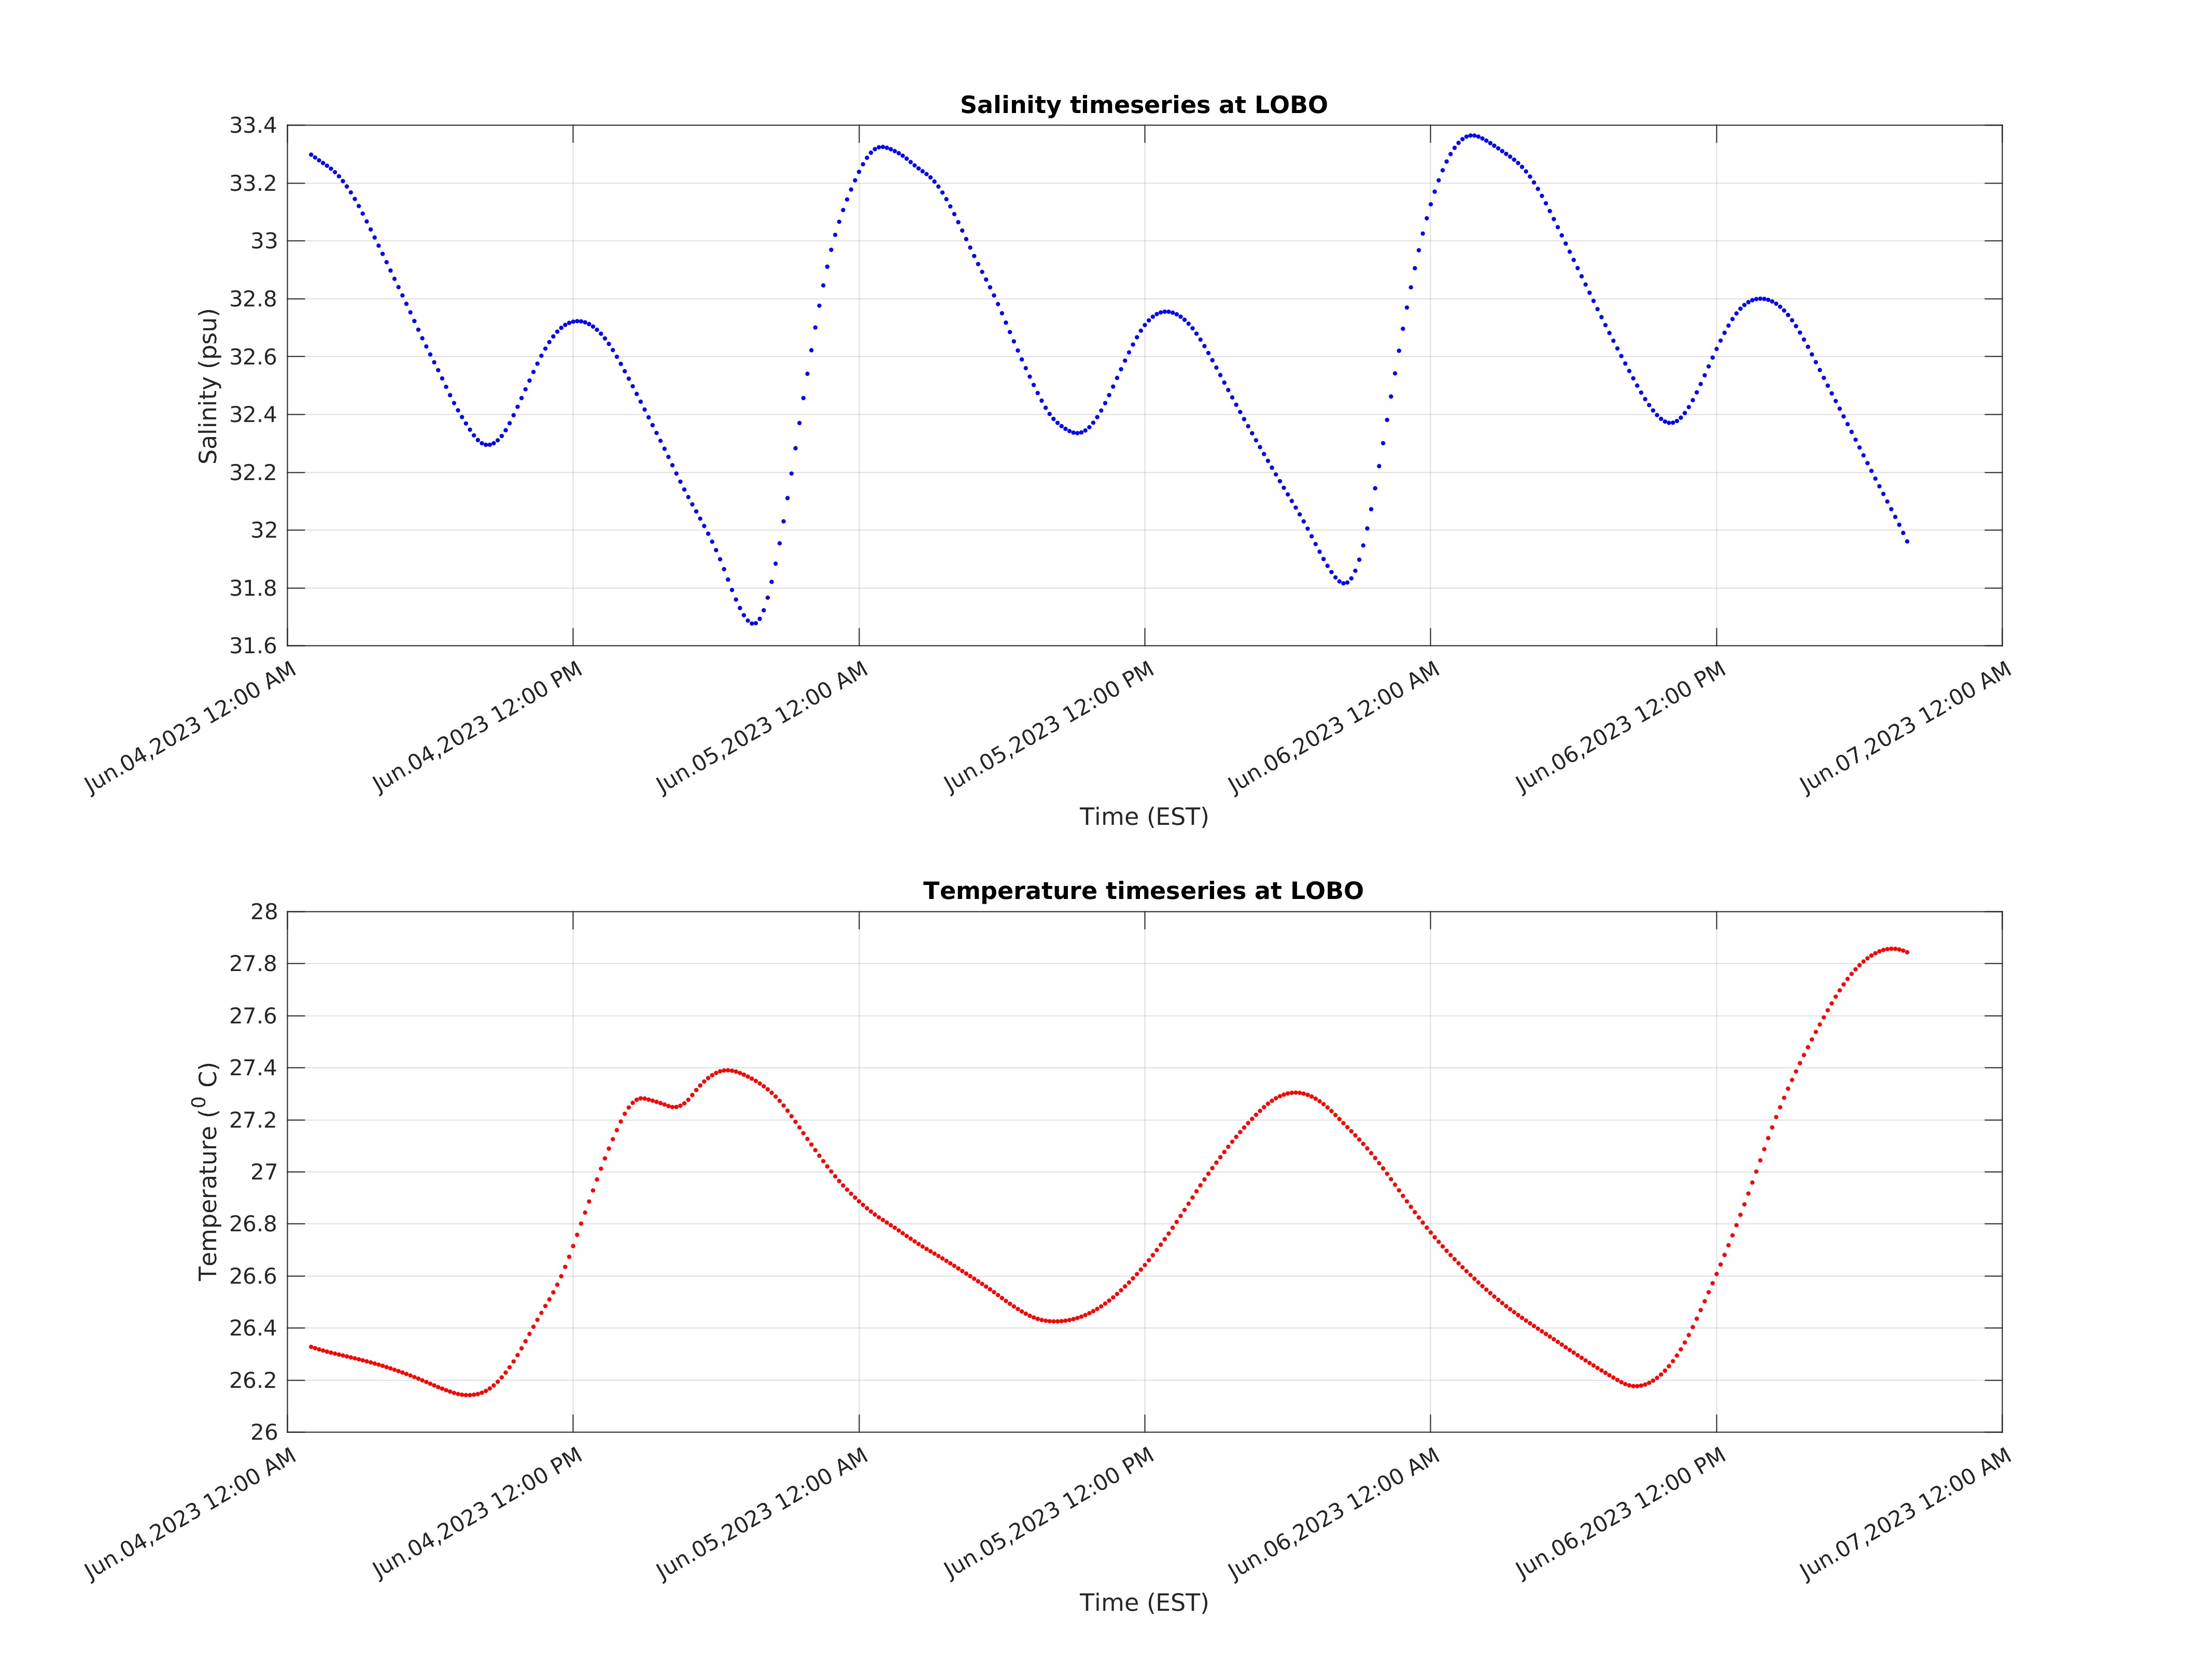 Salinity timeseries at LOBO
33.4
33.2
33
32.8
32.6
32.4
32.2
32
31.8
31.6
Salinity (psu)
Jun.04,2023 12:00 AM
Jun.04,2023 12:00 PM
Jun.05,2023 12:00 AM
Jun.05,2023 12:00 PM
Jun.06,2023 12:00 AM
Jun.06,2023 12:00 PM
Jun.07,2023 12:00 AM
Time (EST)
Temperature timeseries at LOBO
28
27.8
27.6
27.4
27.2
27
26.8
26.6
26.4
26.2
26
Temperature (⁰ C)
Jun.04,2023 12:00 AM
Jun.04,2023 12:00 PM
Jun.05,2023 12:00 AM
Jun.05,2023 12:00 PM
Jun.06,2023 12:00 AM
Jun.06,2023 12:00 PM
Jun.07,2023 12:00 AM
Time (EST)